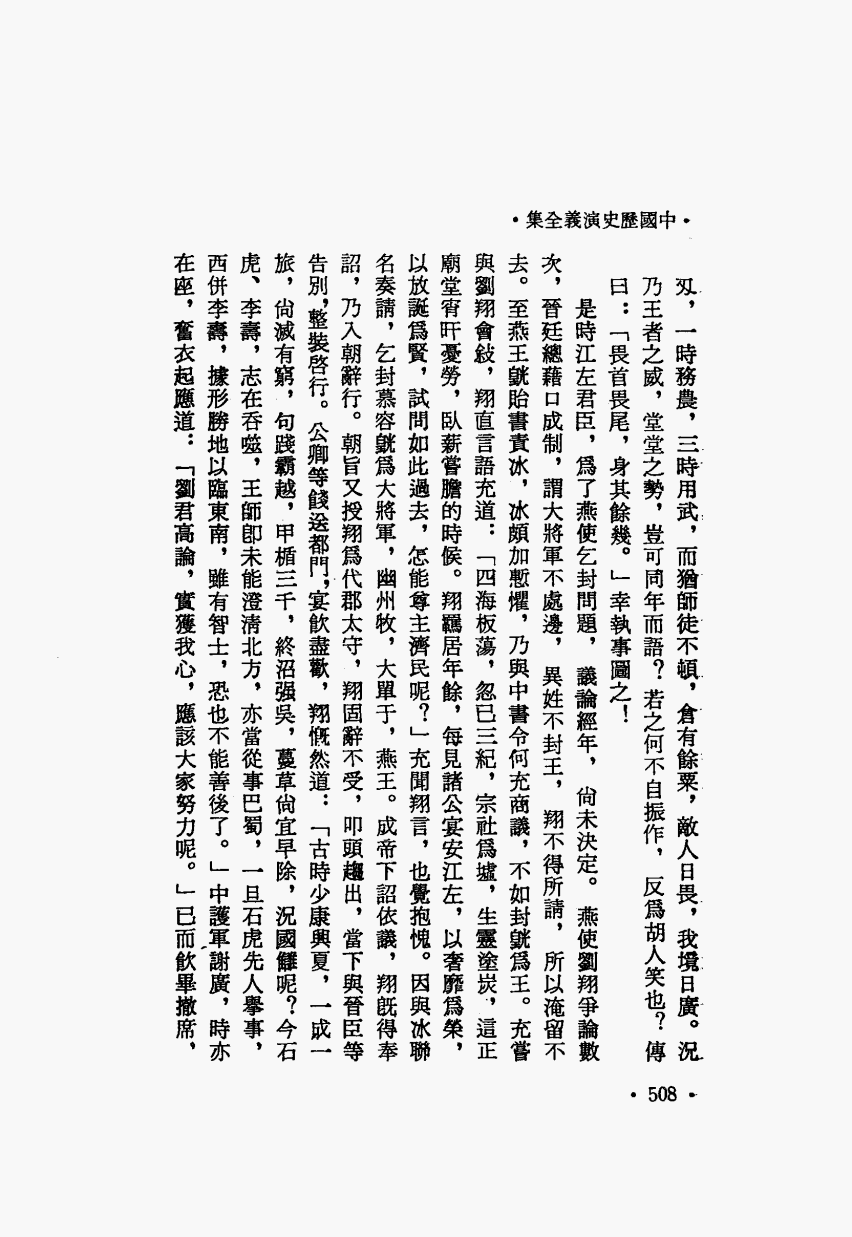 •中國歷史演義全集•
刄，一時務農，三時用武，而猶師徒不頓，倉有餘粟，敵人日畏，我境日廣。況
乃王者之威，堂堂之勢，豈可同年而語？若之何不自振作，反爲胡人笑也？傳
曰：「畏首畏尾，身其餘幾。」幸執事圖之！
是時江左君臣，爲了燕使乞封問題，議論經年，尙未決定。燕使劉翔爭論數
次，晉廷總藉口成制，謂大將軍不處邊，異姓不封王，翔不得所請，所以淹留不
去。至燕王皝貽書責冰，冰頗加慙懼，乃與中書令何充商議，不如封皝爲王。充嘗
與劉翔會敍，翔直言語充道：「四海板蕩，忽已三紀，宗社爲墟，生靈塗炭，這正
廟堂宵旰憂勞，臥薪嘗膽的時候。翔羈居年餘，每見諸公宴安江左，以奢靡爲榮，
以放誕爲賢，試問如此過去，怎能尊主濟民呢？」充聞翔言，也覺抱愧。因與冰聯
名奏請，乞封慕容皝爲大將軍，幽州牧，大單于，燕王。成帝下詔依議，翔旣得奉
詔，乃入朝辭行。朝旨又授翔爲代郡太守，翔固辭不受，叩頭趨出，當下與晉臣等
告別，整裝啓行。公卿等餞送都門，宴飲盡歡，翔慨然道：「古時少康興夏，一成一
旅，尙滅有窮，句踐霸越，甲楯三千，終沼强吳，蔓草尙宜早除，況國讎呢？今石
虎、李壽，志在吞噬，王師卽未能澄淸北方，亦當從事巴蜀，一旦石虎先人擧事，
西併李壽，據形勝地以臨東南，雖有智士，恐也不能善後了。」中護軍謝廣，時亦
在座，奮衣起應道：「劉君高論，實獲我心，應該大家努力呢。」已而飲畢撤席，
•508•